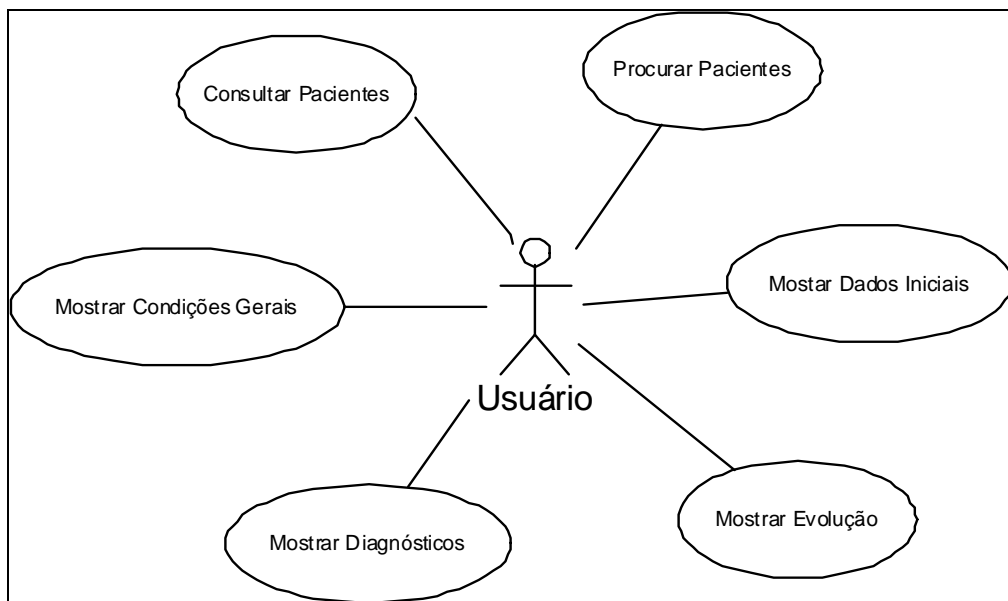 Consultar Pacientes
Procurar Pacientes
Mostrar Condições Gerais
Mostar Dados Iniciais
Usuário
Mostrar Diagnósticos
Mostrar Evolução